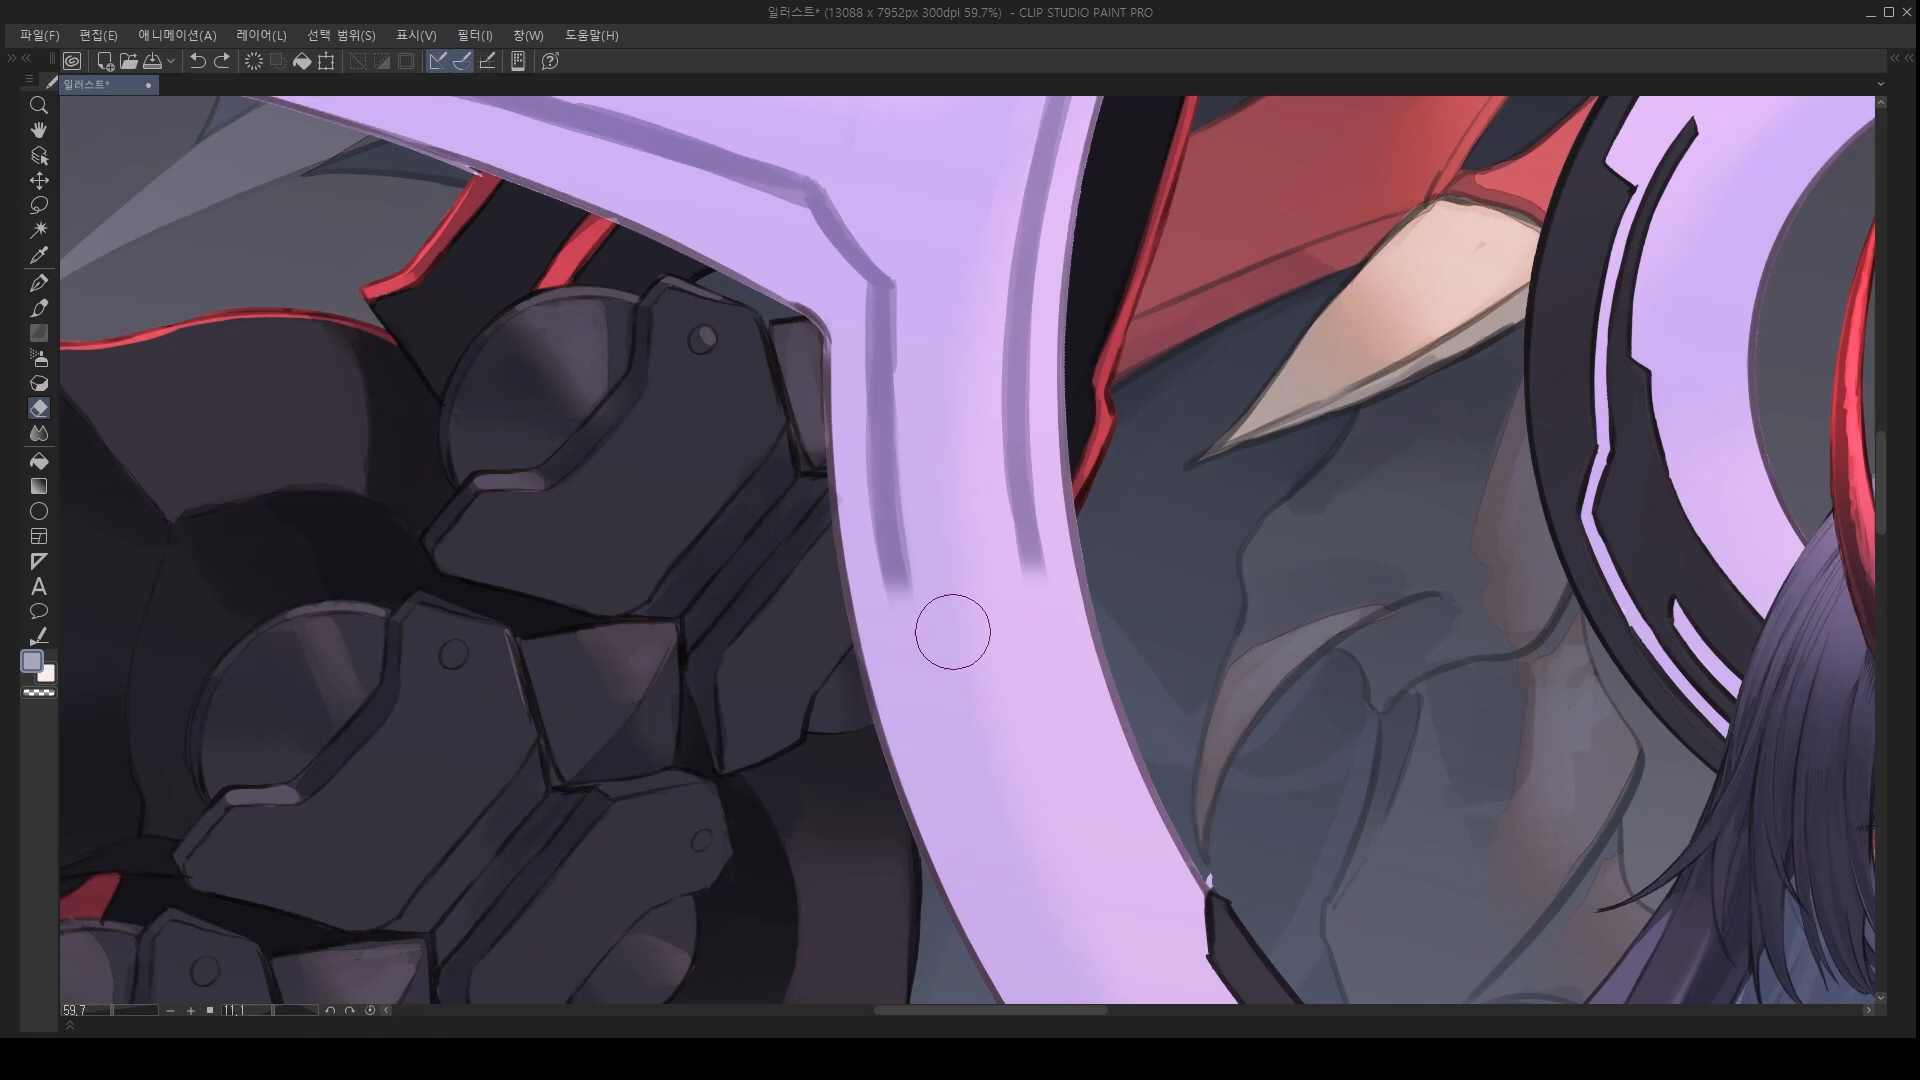 일러스트* (13088 x 7952px 300dpi 59.7%) - CLIP STUDIO PAINT PRO
파일(F) 편집(E) 애니메이션(A) 레이어(L) 선택 범위(S) 표시(V) 필터(I) 창(W) 도움말(H)
일러스트*
59.7 11.1